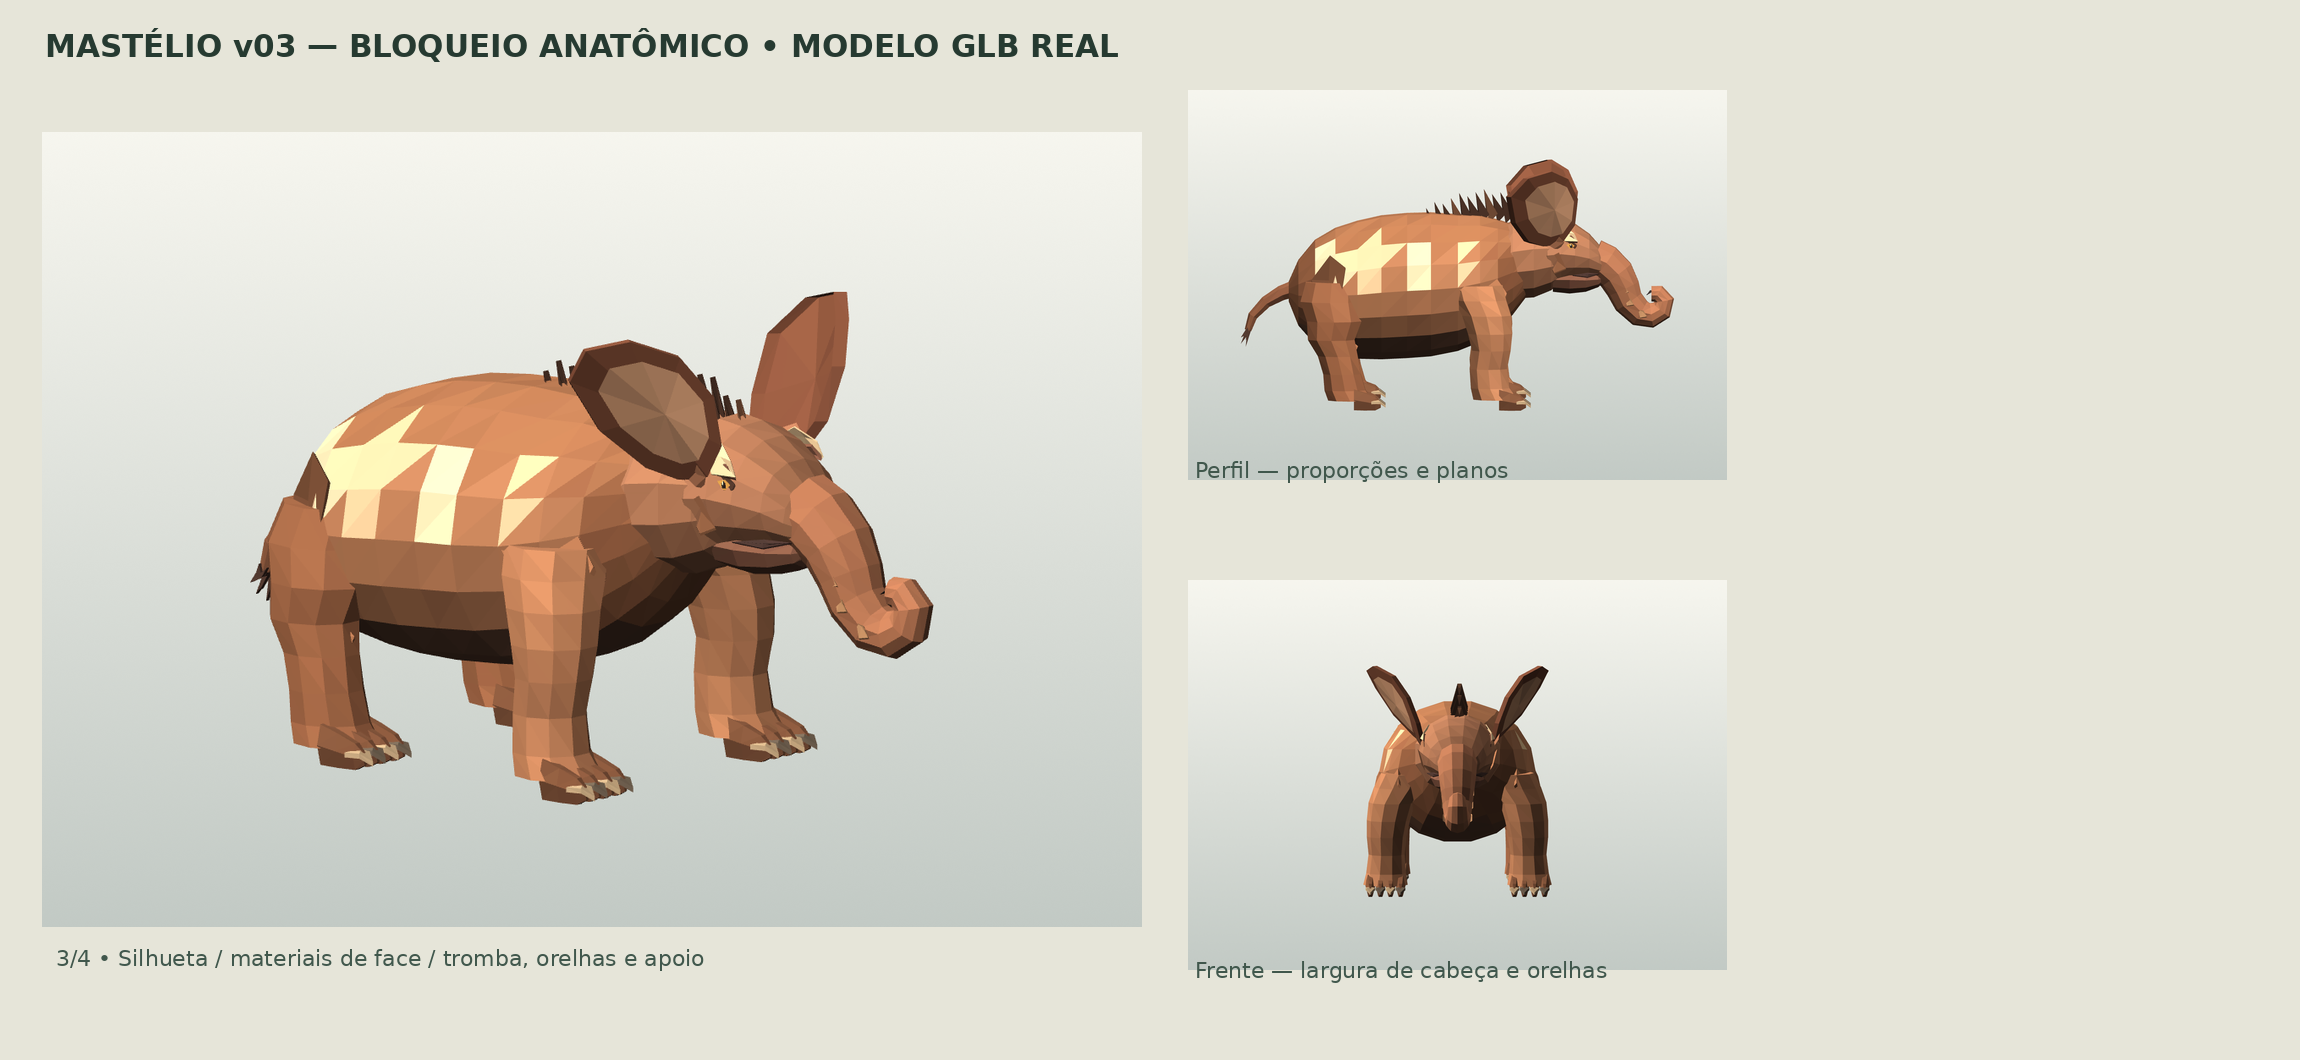 MASTÉLIO v03 — BLOQUEIO ANATÔMICO • MODELO GLB REAL
Perfil — proporções e planos
3/4 • Silhueta / materiais de face / tromba, orelhas e apoio
Frente — largura de cabeça e orelhas